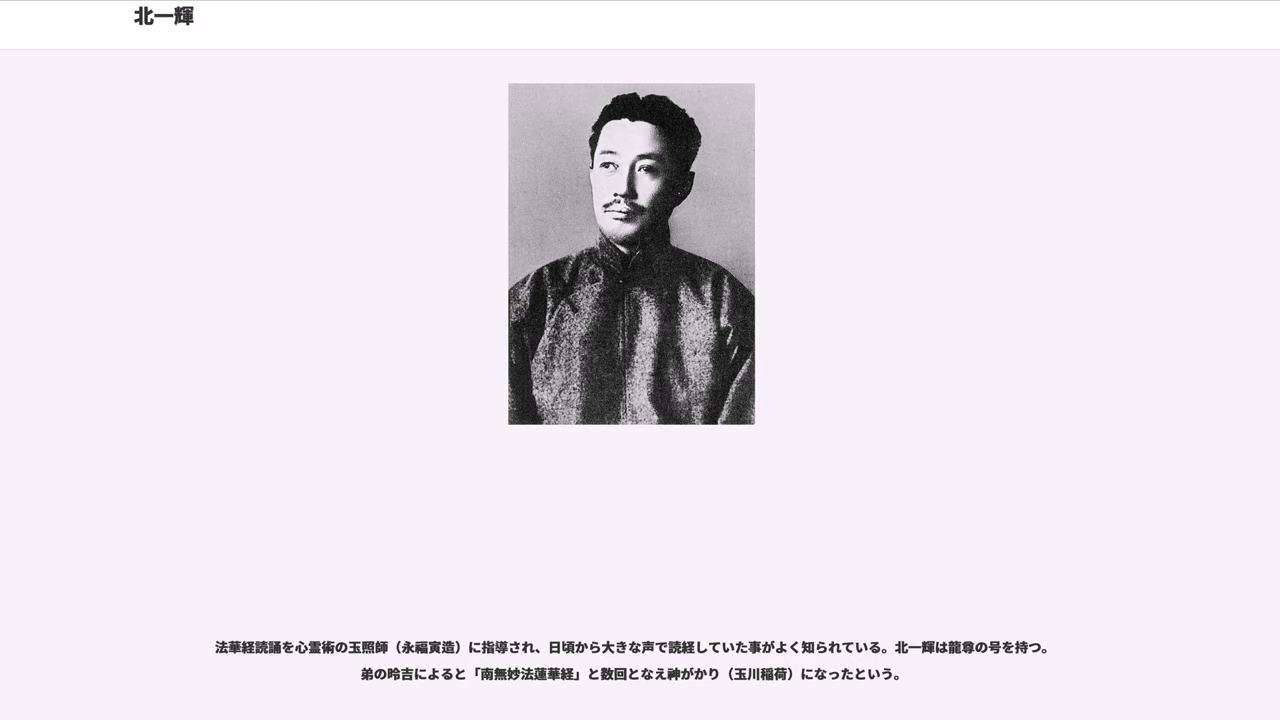 北一輝
法華経読誦を心霊術の玉照師（永福寅造）に指導され、日頃から大きな声で読経していた事がよく知られている。北一輝は龍尊の号を持つ。
弟の昤吉によると「南無妙法蓮華経」と数回となえ神がかり（玉川稲荷）になったという。